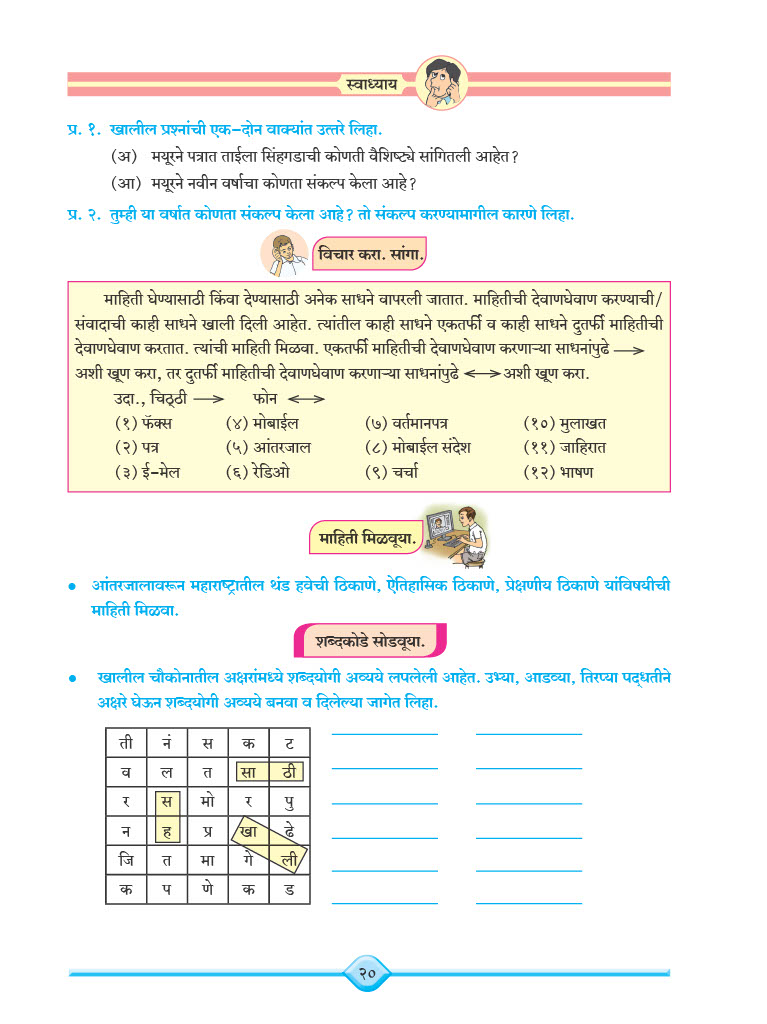 स्वाध्याय
प्र. १. खालील प्रश्नांची एक-दोन वाक्यांत उत्तरे लिहा.
(अ) मयूरने पत्रात ताईला सिंहगडाची कोणती वैशिष्ट्ये सांगितली आहेत?
(आ) मयूरने नवीन वर्षाचा कोणता संकल्प केला आहे?
प्र. २. तुम्ही या वर्षात कोणता संकल्प केला आहे? तो संकल्प करण्यामागील कारणे लिहा.
विचार करा. सांगा.
माहिती घेण्यासाठी किंवा देण्यासाठी अनेक साधने वापरली जातात. माहितीची देवाणघेवाण करण्याची/
संवादाची काही साधने खाली दिली आहेत. त्यांतील काही साधने एकतर्फी व काही साधने दुतर्फी माहितीची
देवाणघेवाण करतात. त्यांची माहिती मिळवा. एकतर्फी माहितीची देवाणघेवाण करणाऱ्या साधनांपुढे ⟶
अशी खूण करा, तर दुतर्फी माहितीची देवाणघेवाण करणाऱ्या साधनांपुढे ⟷ अशी खूण करा.
उदा., चिठ्ठी ⟶ फोन ⟷
(१) फॅक्स (४) मोबाईल (७) वर्तमानपत्र (१०) मुलाखत
(२) पत्र (५) आंतरजाल (८) मोबाईल संदेश (११) जाहिरात
(३) ई-मेल (६) रेडिओ (९) चर्चा (१२) भाषण
माहिती मिळवूया.
• आंतरजालावरून महाराष्ट्रातील थंड हवेची ठिकाणे, ऐतिहासिक ठिकाणे, प्रेक्षणीय ठिकाणे यांविषयीची
माहिती मिळवा.
शब्दकोडे सोडवूया.
• खालील चौकोनातील अक्षरांमध्ये शब्दयोगी अव्यये लपलेली आहेत. उभ्या, आडव्या, तिरप्या पद्धतीने
अक्षरे घेऊन शब्दयोगी अव्यये बनवा व दिलेल्या जागेत लिहा.
ती नं स क ट
व ल त सा ठी
र स मो र पु
न ह प्र खा ढे
जि त मा गे ली
क प णे क ड
२०